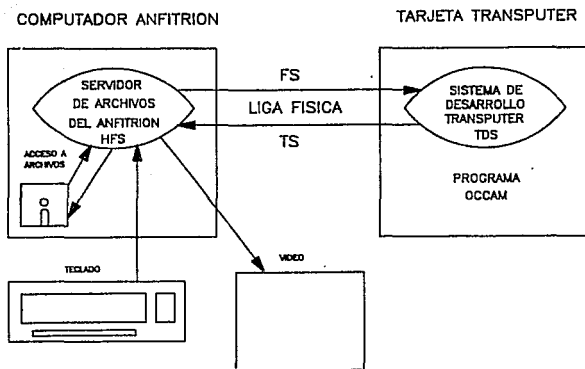 COMPUTADOR ANFITRION
TARJETA TRANSPUTER
SERVIDOR
DE ARCHIVOS
DEL ANFITRION
HFS
FS
LIGA FISICA
TS
SISTEMA DE
DESARROLLO
TRANSPUTER
TDS
ACCESO A
ARCHIVOS
PROGRAMA
OCCAM
TECLADO
VIDEO